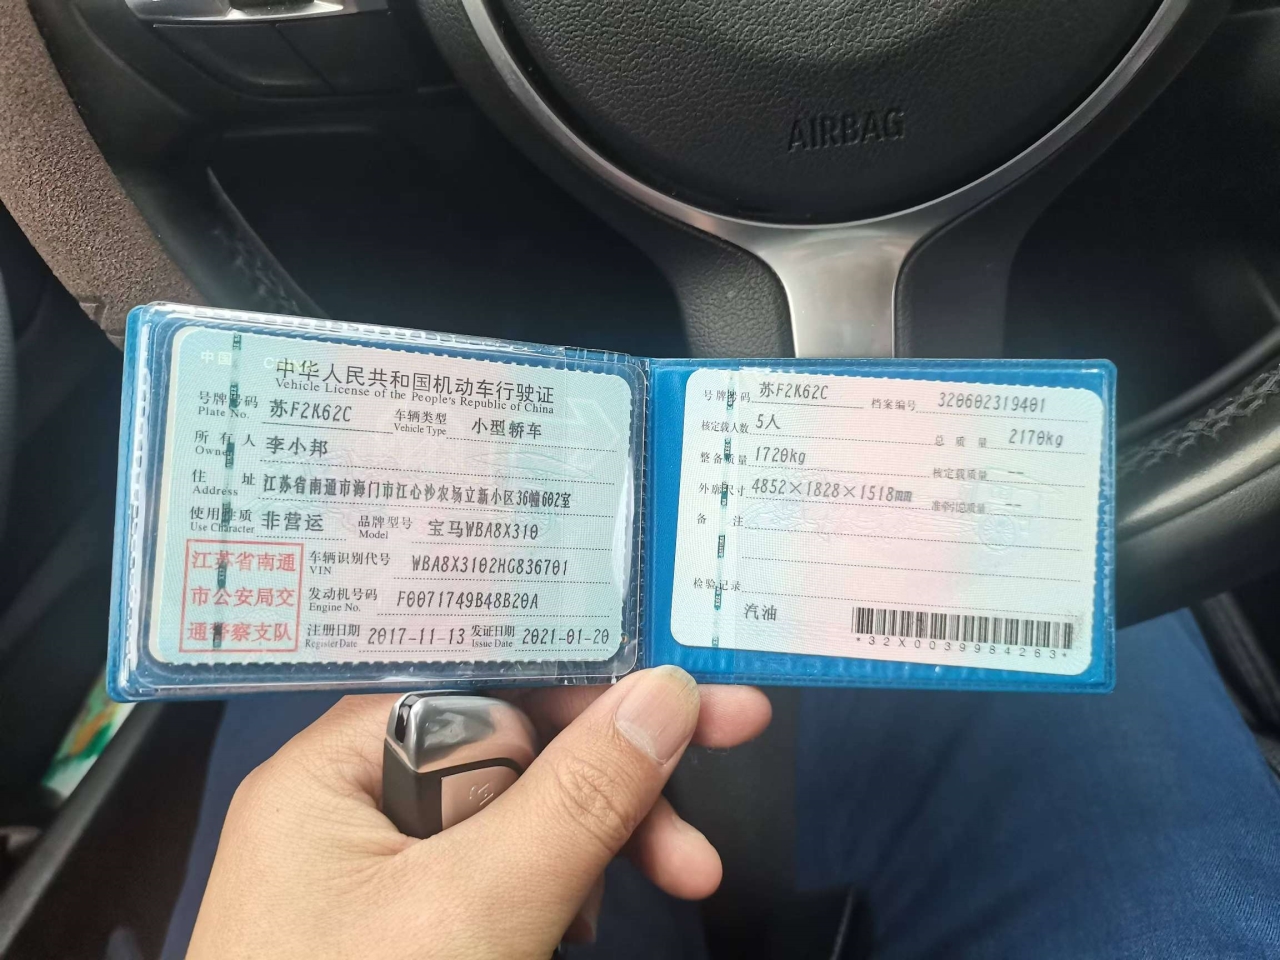 AIRBAG
中国 CHINA
中华人民共和国机动车行驶证
Vehicle License of the People's Republic of China
号牌号码 苏F2K62C 车辆类型 小型轿车
Plate No. Vehicle Type
所有人 李小邦
Owner
住址 江苏省南通市海门市江心沙农场立新小区36幢602室
Address
使用性质 非营运 品牌型号 宝马WBA8X310
Use Character Model
江苏省南通
市公安局交
通警察支队
车辆识别代号 WBA8X3102HG836701
VIN
发动机号码 F0071749B48B20A
Engine No.
注册日期 2017-11-13 发证日期 2021-01-20
Register Date Issue Date
号牌号码 苏F2K62C 档案编号 320602319401
核定载人数 5人 总质量 2170kg
整备质量 1720kg 核定载质量 --
外廓尺寸 4852×1828×1518mm 准牵引总质量 --
备注
检验记录
汽油
*32X0039984263*